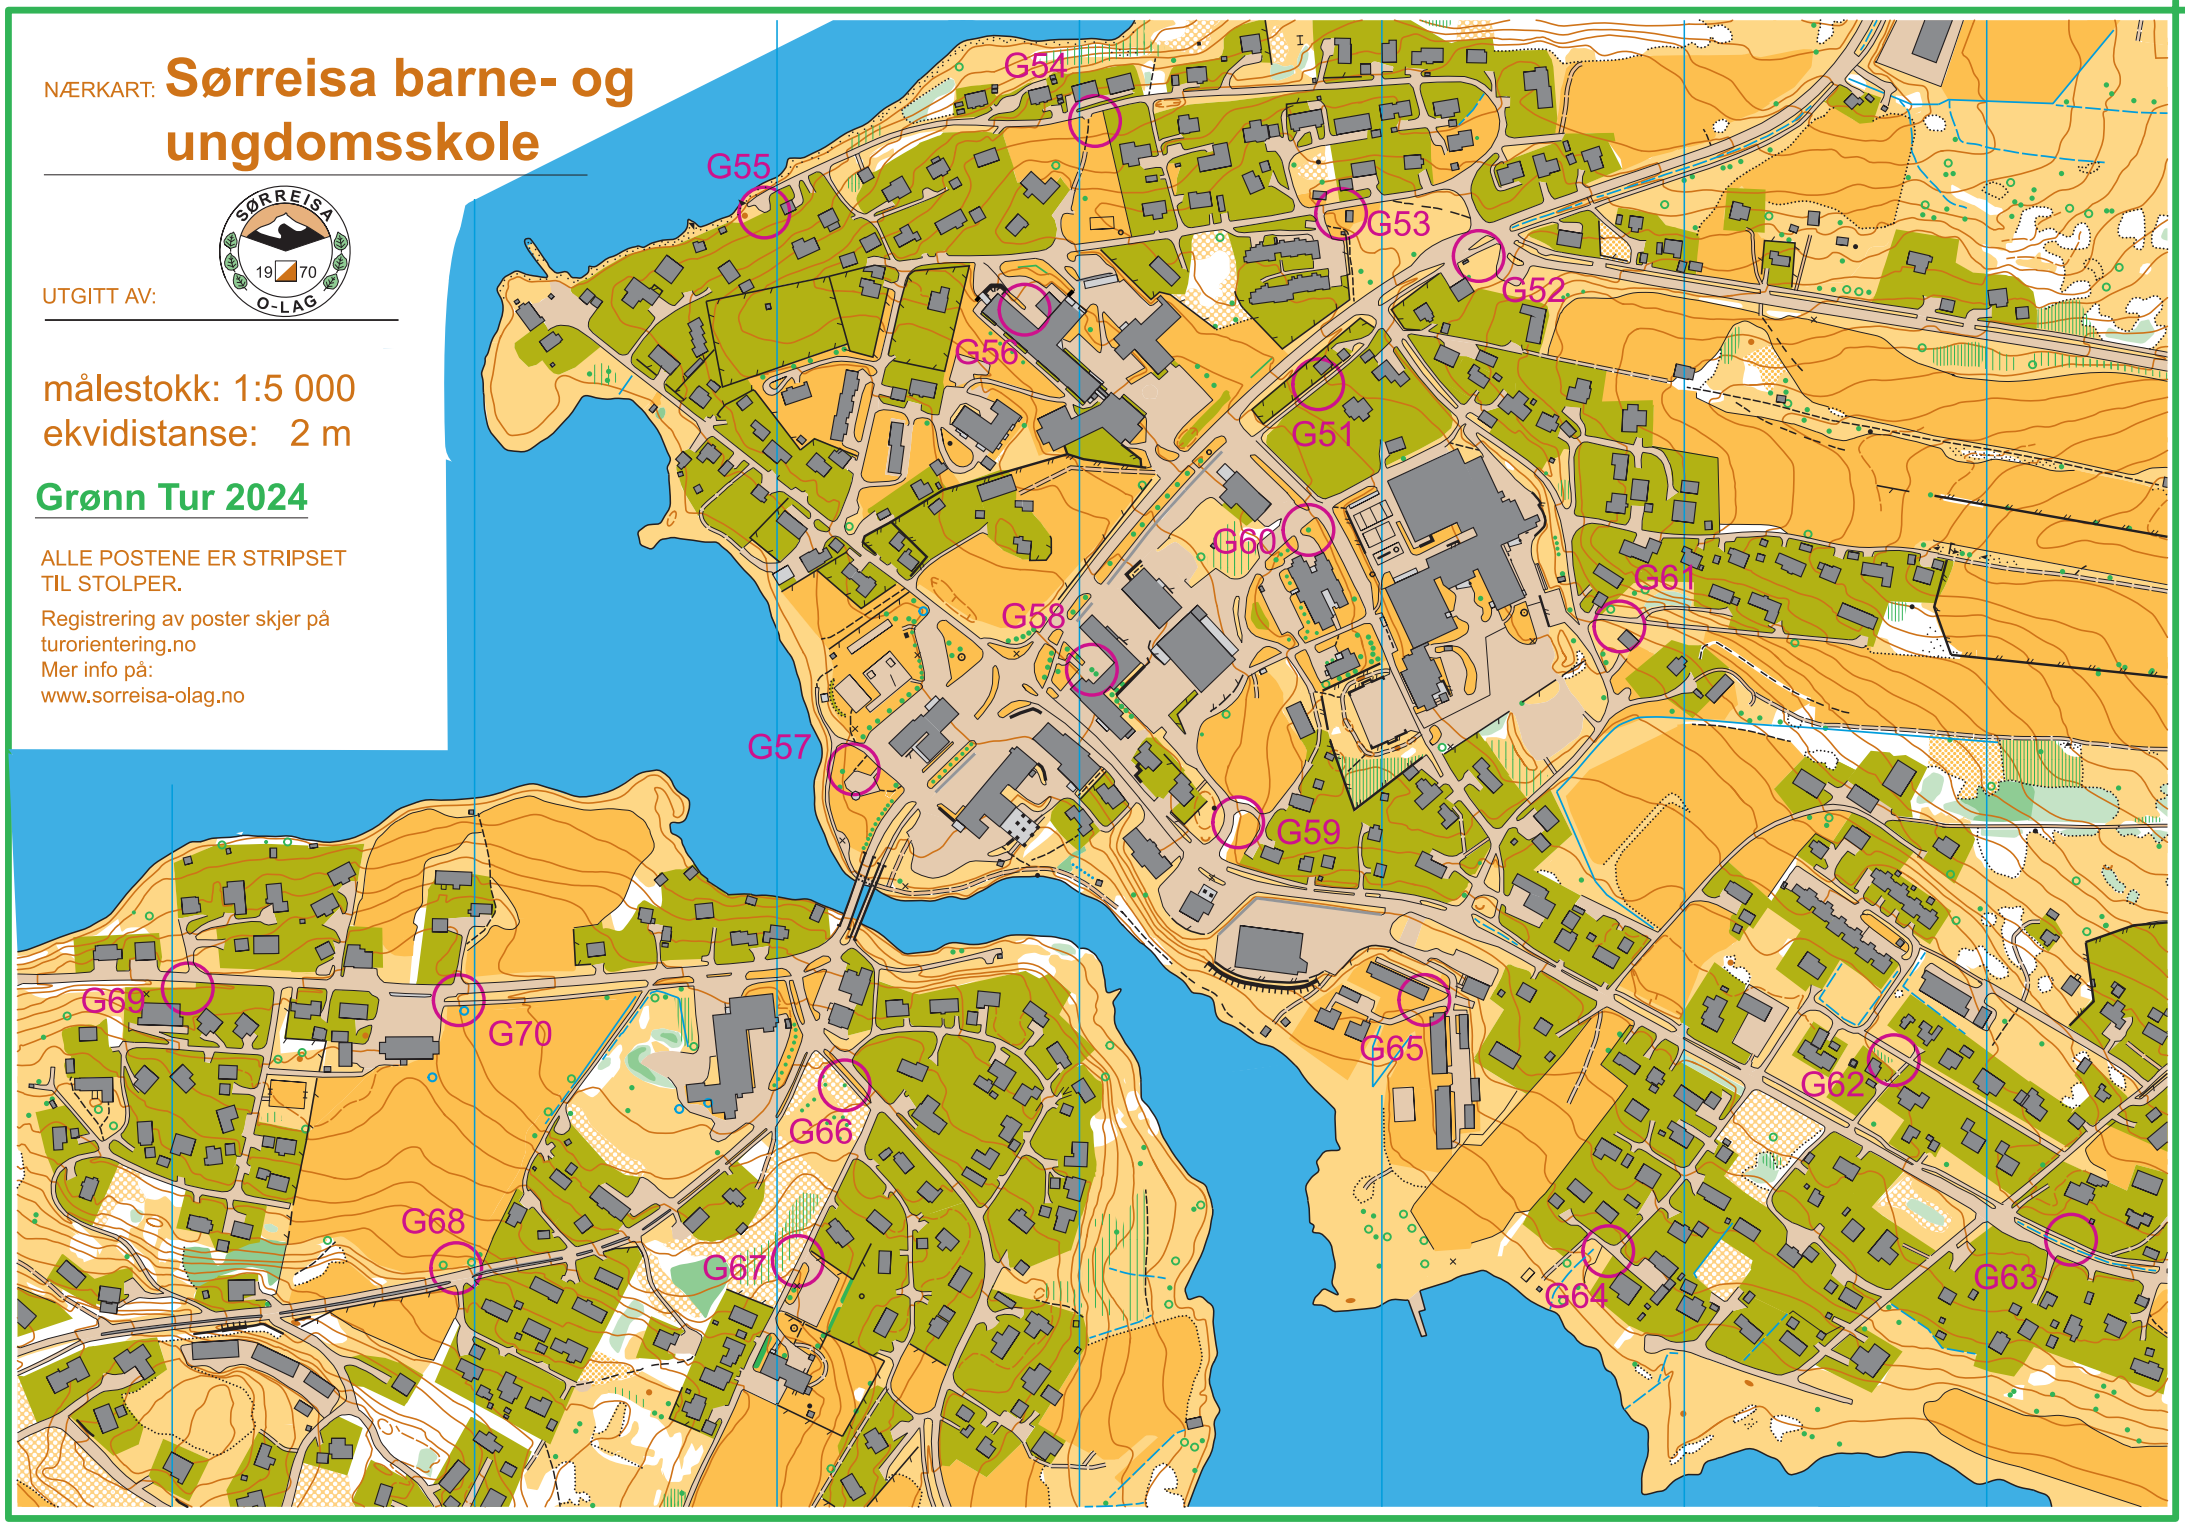 NÆRKART: Sørreisa barne- og
ungdomsskole
SØRREISA
19 70
O-LAG
UTGITT AV:
målestokk: 1:5 000
ekvidistanse: 2 m
Grønn Tur 2024
ALLE POSTENE ER STRIPSET
TIL STOLPER.
Registrering av poster skjer på
turorientering.no
Mer info på:
www.sorreisa-olag.no
G54
G55
G53
G52
G56
G51
G60
G61
G58
G57
G59
G69
G70
G65
G62
G66
G68
G67
G63
G64